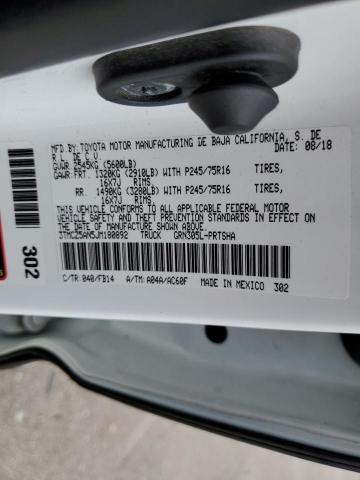 MFD BY:TOYOTA MOTOR MANUFACTURING DE BAJA CALIFORNIA, S. DE
R.L. DE C.V. DATE: 08/18
GVWR 2545KG (5600LB)
GAWR FRT. 1320KG (2910LB) WITH P245/75R16 TIRES,
16X7J RIMS,
RR. 1490KG (3280LB) WITH P245/75R16 TIRES,
16X7J RIMS.
THIS VEHICLE CONFORMS TO ALL APPLICABLE FEDERAL MOTOR
VEHICLE SAFETY AND THEFT PREVENTION STANDARDS IN EFFECT ON
THE DATE OF MANUFACTURE SHOWN ABOVE.
3TMCZ5AN5JM180892 TRUCK GRN305L-PRTSHA
C/TR:040/FB14 A/TM:A04A/AC60F MADE IN MEXICO 302
302